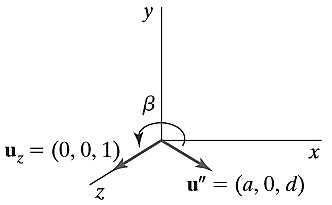 y
β
u_z = (0, 0, 1)
x
u″ = (a, 0, d)
z